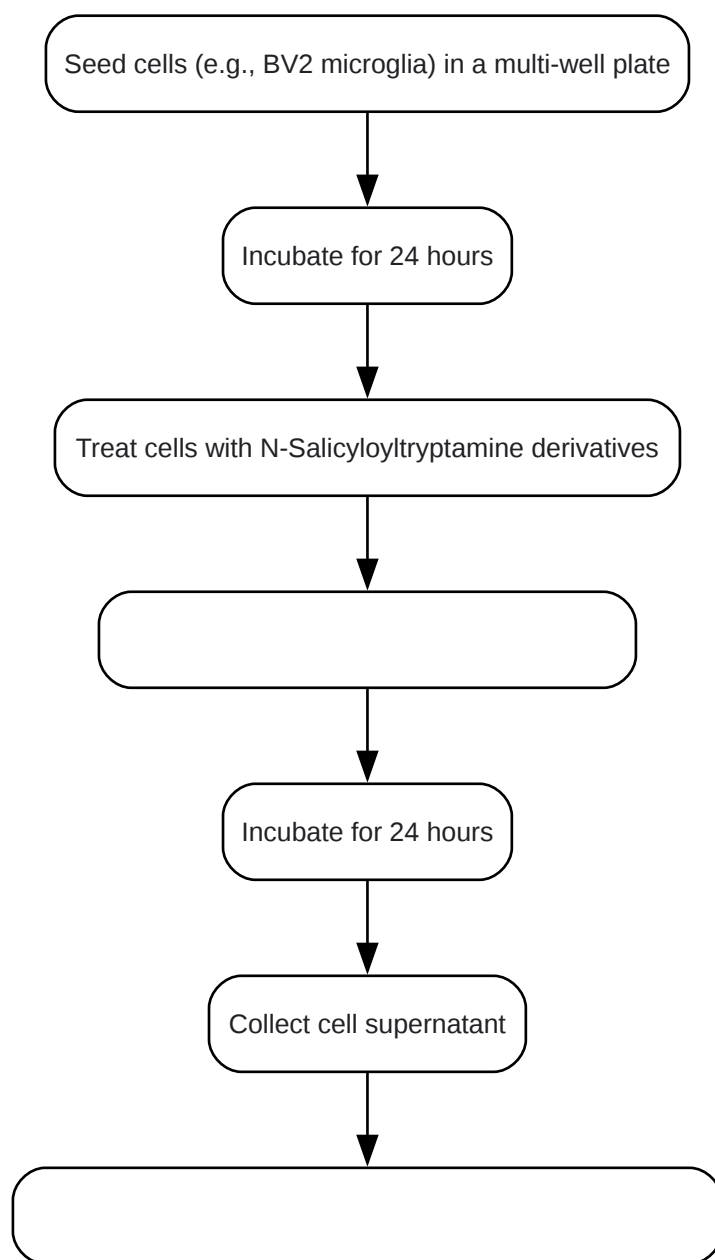 Seed cells (e.g., BV2 microglia) in a multi-well plate
Incubate for 24 hours
Treat cells with N-Salicyloyltryptamine derivatives
Incubate for 24 hours
Collect cell supernatant